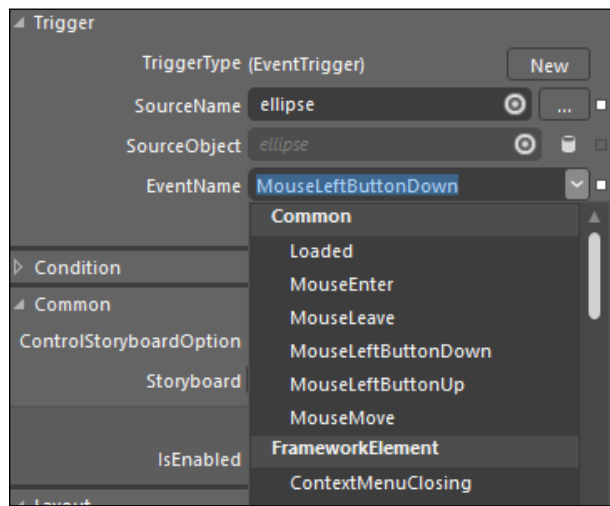 Trigger
TriggerType (EventTrigger) New
SourceName ellipse ...
SourceObject ellipse
EventName MouseLeftButtonDown
Common
Loaded
Condition
MouseEnter
Common
MouseLeave
ControlStoryboardOption
MouseLeftButtonDown
Storyboard
MouseLeftButtonUp
MouseMove
IsEnabled
FrameworkElement
ContextMenuClosing
Layout